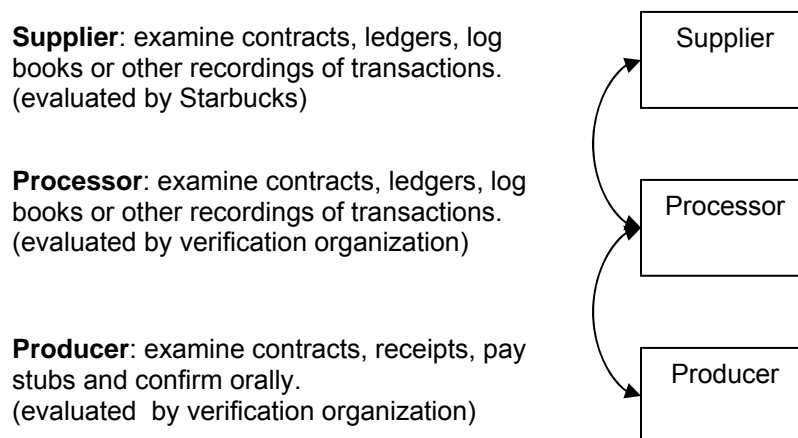 Supplier: examine contracts, ledgers, log
books or other recordings of transactions.
(evaluated by Starbucks)
Supplier
Processor: examine contracts, ledgers, log
books or other recordings of transactions.
(evaluated by verification organization)
Processor
Producer: examine contracts, receipts, pay
stubs and confirm orally.
(evaluated  by verification organization)
Producer